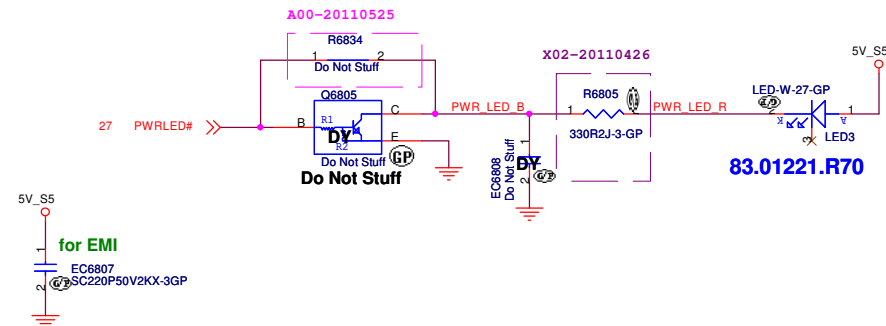 A00-20110525
R6834
1 2
Do Not Stuff
X02-20110426
5V_S5
Q6805
R6805
LED-W-27-GP
27 PWRLED#
B
R1
C
PWR_LED_B
1
PWR_LED_R
2
K
A
1
DY
R2
E
330R2J-3-GP
3
LED3
Do Not Stuff
GP
Do Not Stuff
83.01221.R70
EC6808
Do Not Stuff
1
DY
2
G/P
5V_S5
for EMI
1
EC6807
2
G/P
SC220P50V2KX-3GP